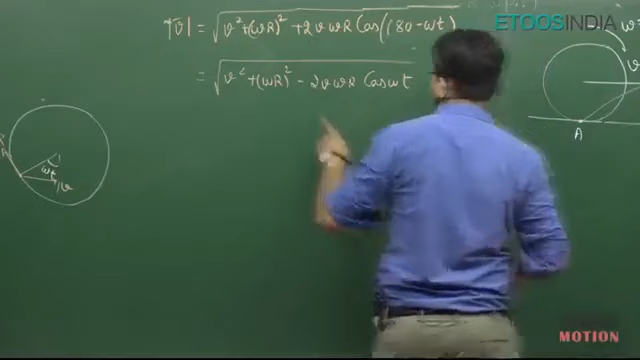 |v| = √v² + (ωR)² + 2vωR Cos(180 - ωt)
= √v² + (ωR)² - 2vωR Cosωt
ETOOSINDIA
ω
v
A
A
ωt
v
MOTION